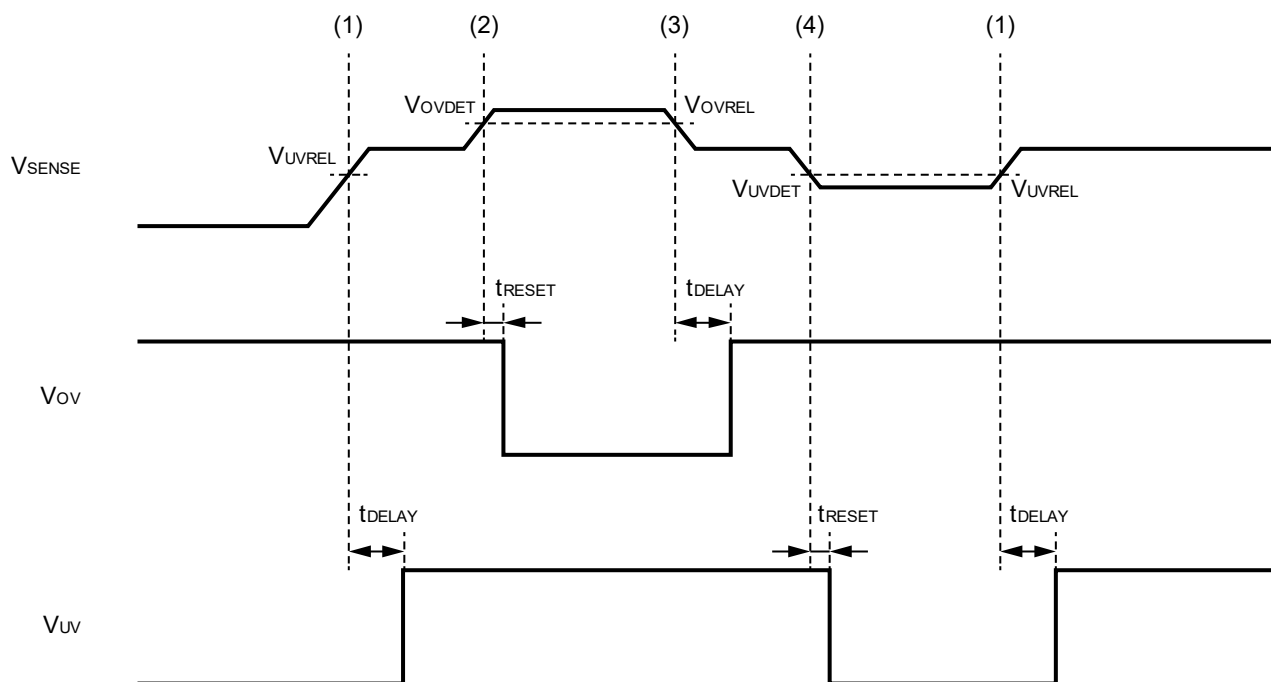 (1) (2) (3) (4) (1)
VOVDET VOVREL
VUVREL
VSENSE
VUVDET VUVREL
tRESET tDELAY
VOV
tDELAY tRESET tDELAY
VUV